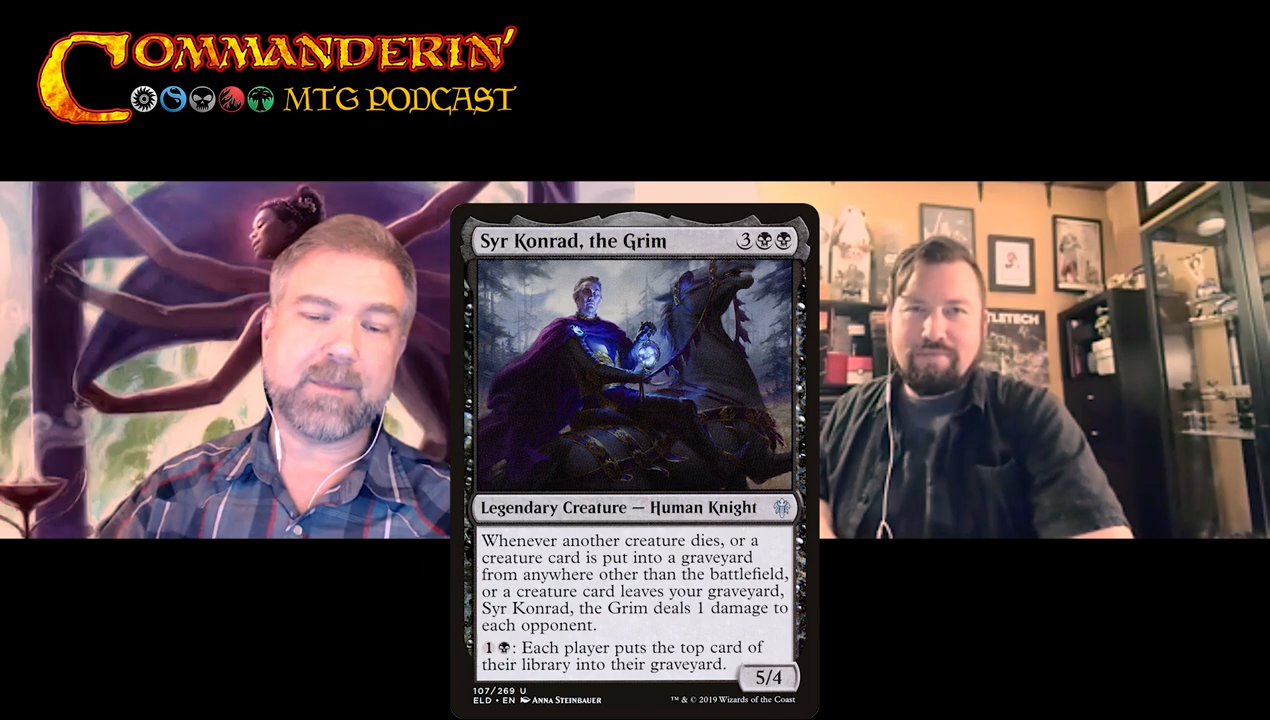 COMMANDERIN'
MTG PODCAST
TLETECH
Syr Konrad, the Grim
3
Legendary Creature — Human Knight
Whenever another creature dies, or a
creature card is put into a graveyard
from anywhere other than the battlefield,
or a creature card leaves your graveyard,
Syr Konrad, the Grim deals 1 damage to
each opponent.
1 : Each player puts the top card of
their library into their graveyard.
5/4
107/269 U
ELD • EN ANNA STEINBAUER
™ & © 2019 Wizards of the Coast